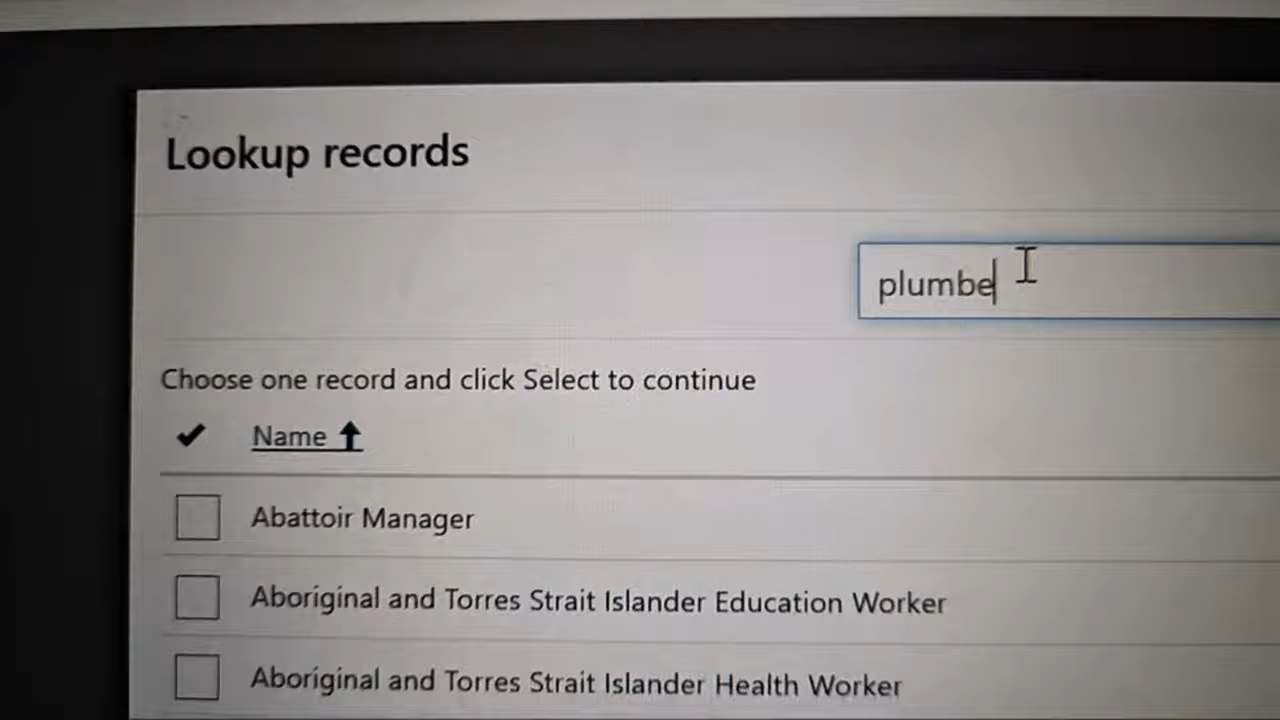 Lookup records
plumbe
Choose one record and click Select to continue
Name
Abattoir Manager
Aboriginal and Torres Strait Islander Education Worker
Aboriginal and Torres Strait Islander Health Worker